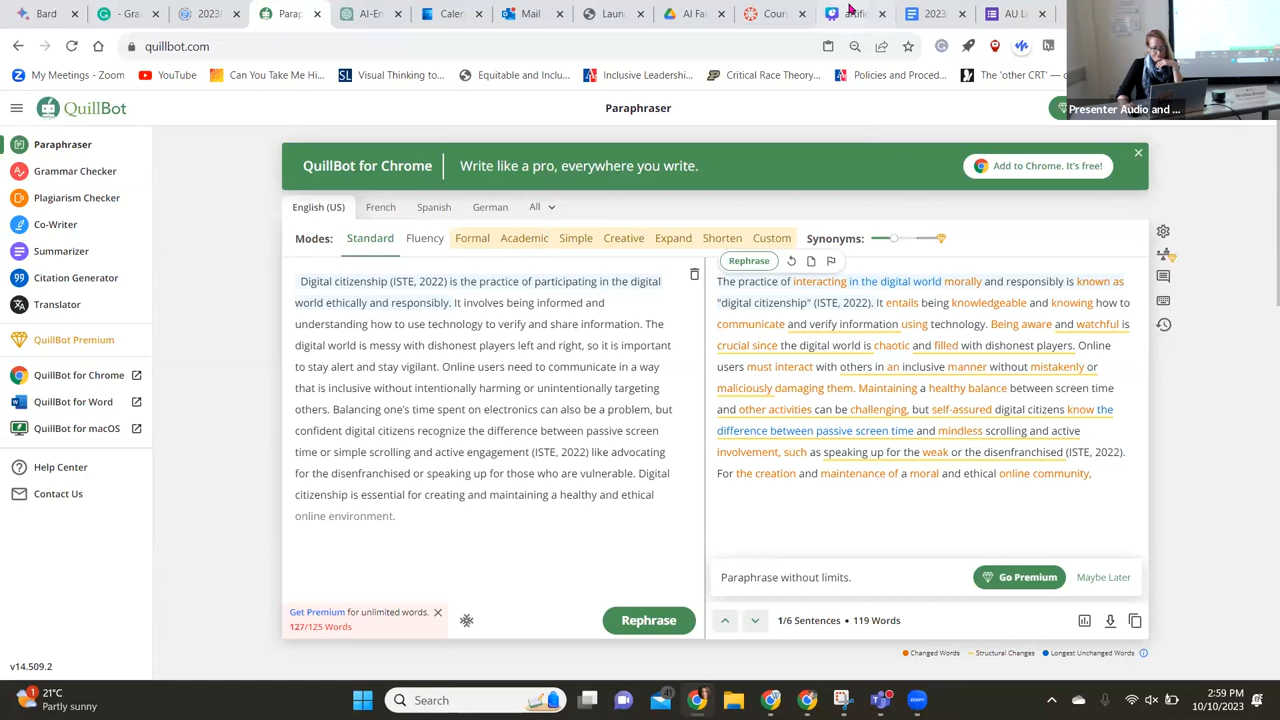 Bard
Gra
2023
Parap
AI-En
Caler
Mail
Laun
AI Fa
Cour
artific
2023
AU L
quillbot.com
My Meetings - Zoom
YouTube
Can You Take Me Hi...
Visual Thinking to...
Equitable and Inclu...
Inclusive Leadershi...
Critical Race Theory...
Policies and Proced...
The 'other CRT'
Presenter Audio and ...
QuillBot
Paraphraser
Paraphraser
Grammar Checker
Plagiarism Checker
Co-Writer
Summarizer
Citation Generator
Translator
QuillBot Premium
QuillBot for Chrome
QuillBot for Word
QuillBot for macOS
Help Center
Contact Us
v14.509.2
QuillBot for Chrome
Write like a pro, everywhere you write.
Add to Chrome. It's free!
English (US)
French
Spanish
German
All
Modes:
Standard
Fluency
Formal
Academic
Simple
Creative
Expand
Shorten
Custom
Synonyms:
Digital citizenship (ISTE, 2022) is the practice of participating in the digital
world ethically and responsibly. It involves being informed and
understanding how to use technology to verify and share information. The
digital world is messy with dishonest players left and right, so it is important
to stay alert and stay vigilant. Online users need to communicate in a way
that is inclusive without intentionally harming or unintentionally targeting
others. Balancing one's time spent on electronics can also be a problem, but
confident digital citizens recognize the difference between passive screen
time or simple scrolling and active engagement (ISTE, 2022) like advocating
for the disenfranchised or speaking up for those who are vulnerable. Digital
citizenship is essential for creating and maintaining a healthy and ethical
online environment.
Get Premium for unlimited words.
127/125 Words
Rephrase
Rephrase
The practice of interacting in the digital world morally and responsibly is known as
"digital citizenship" (ISTE, 2022). It entails being knowledgeable and knowing how to
communicate and verify information using technology. Being aware and watchful is
crucial since the digital world is chaotic and filled with dishonest players. Online
users must interact with others in an inclusive manner without mistakenly or
maliciously damaging them. Maintaining a healthy balance between screen time
and other activities can be challenging, but self-assured digital citizens know the
difference between passive screen time and mindless scrolling and active
involvement, such as speaking up for the weak or the disenfranchised (ISTE, 2022).
For the creation and maintenance of a moral and ethical online community,
Paraphrase without limits.
Go Premium
Maybe Later
1/6 Sentences • 119 Words
Changed Words
Structural Changes
Longest Unchanged Words
1
21°C
Partly sunny
Search
41
2:59 PM
10/10/2023